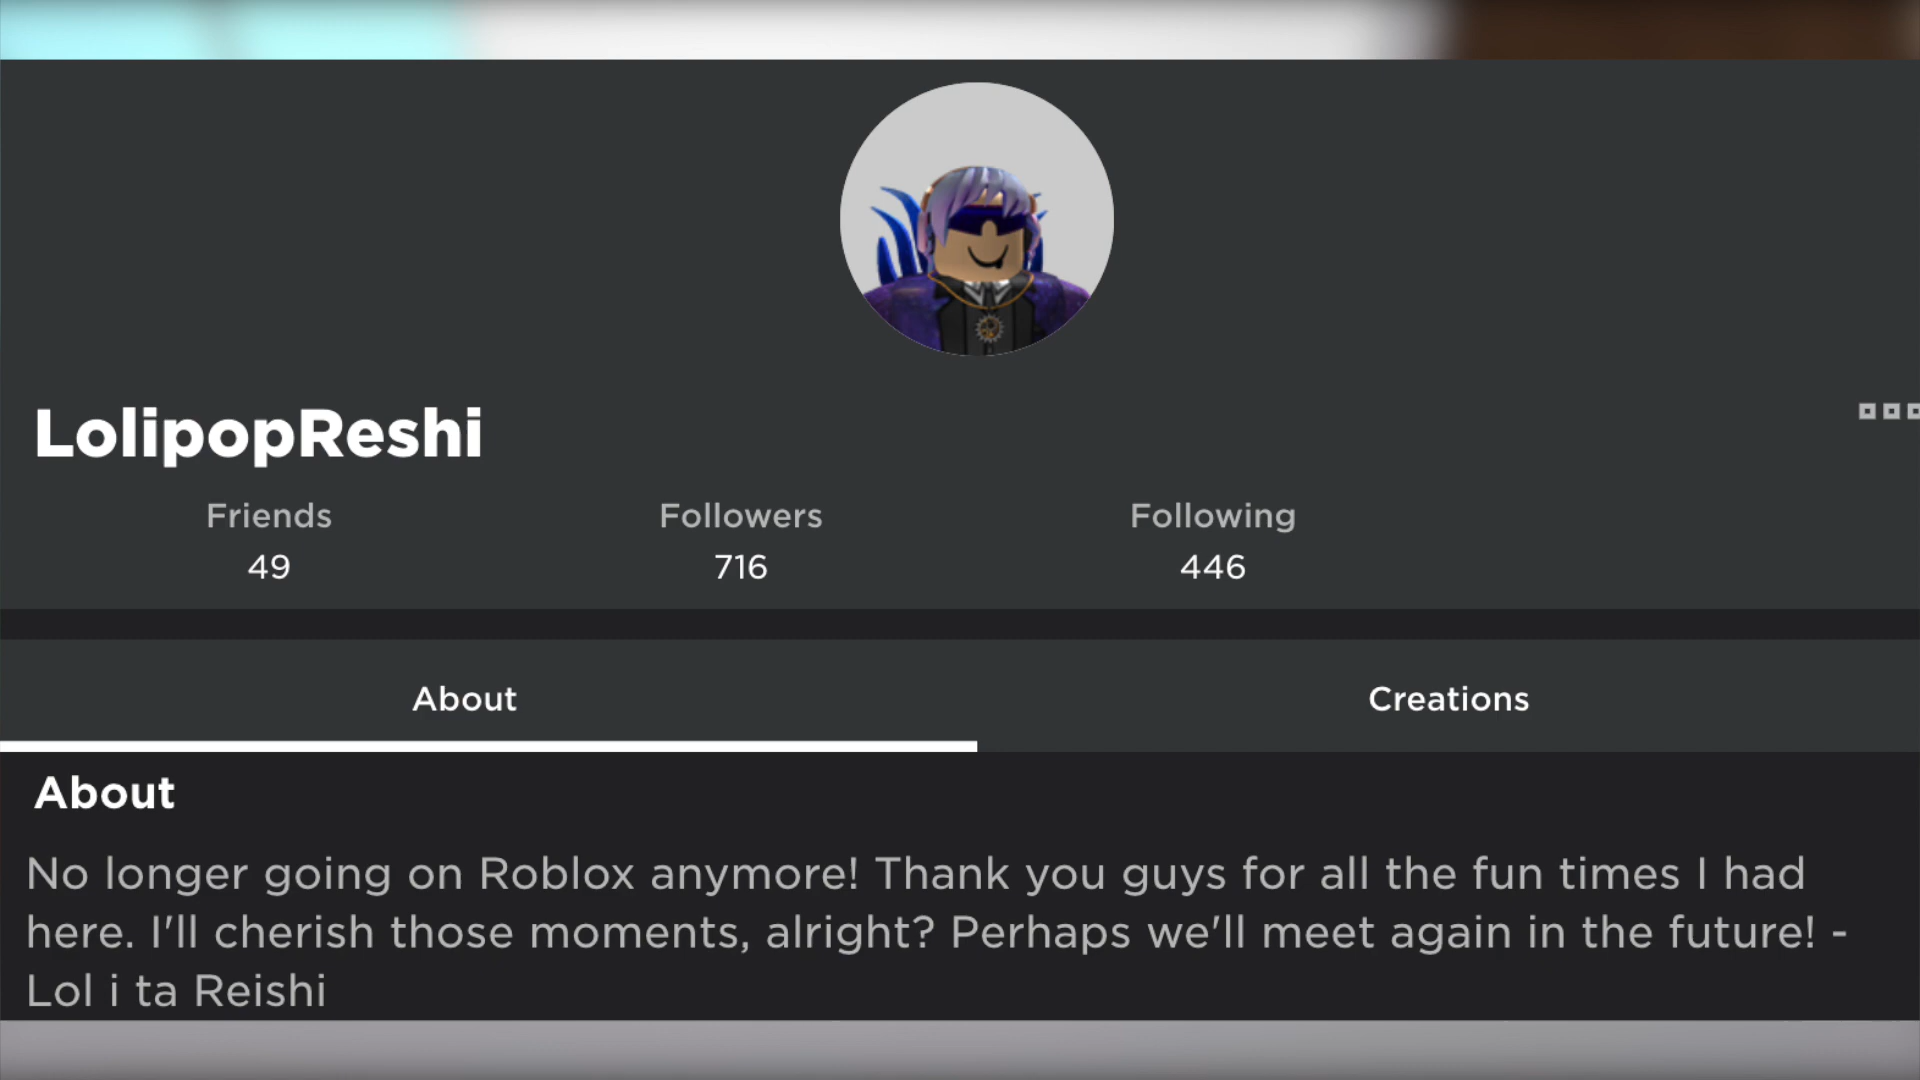 LolipopReshi
Friends Followers Following
49 716 446
About Creations
About
No longer going on Roblox anymore! Thank you guys for all the fun times I had
here. I'll cherish those moments, alright? Perhaps we'll meet again in the future! -
Lol i ta Reishi